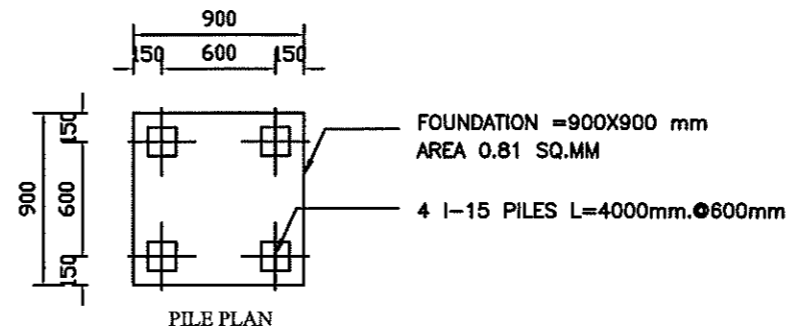 900
150 600 150
150
900
600
150
FOUNDATION =900X900 mm
AREA 0.81 SQ.MM
4 I-15 PILES L=4000mm.@600mm
PILE PLAN